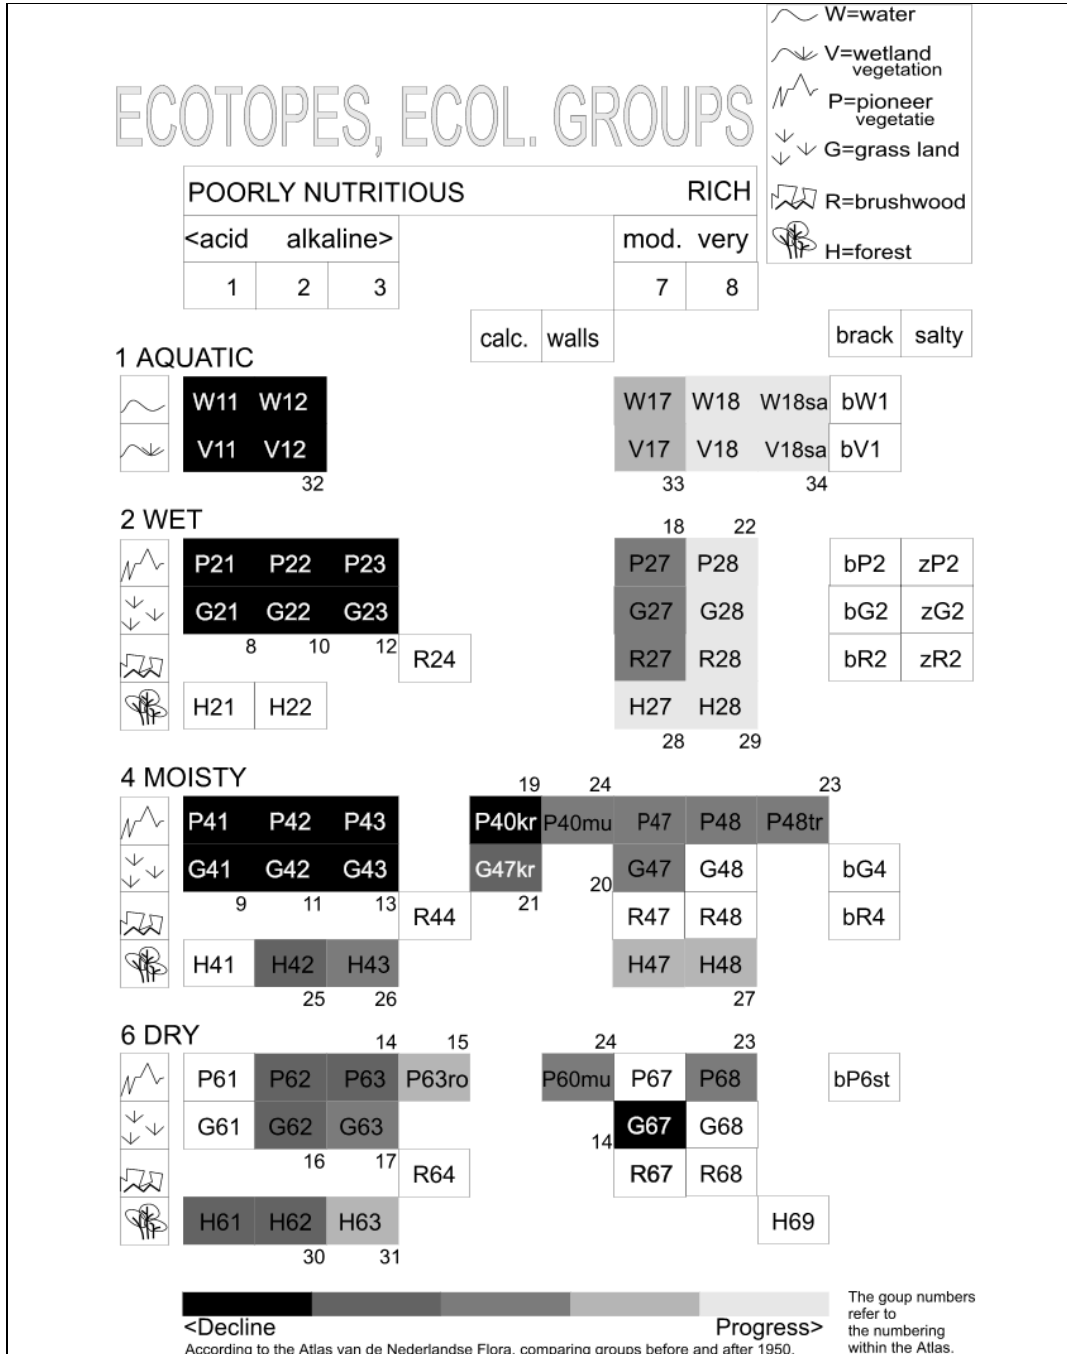 W=water
V=wetland
vegetation
P=pioneer
vegetatie
G=grass land
R=brushwood
H=forest
ECOTOPES, ECOL. GROUPS
POORLY NUTRITIOUS RICH
<acid alkaline> mod. very
1 2 3 7 8
calc. walls brack salty
1 AQUATIC
W11 W12 W17 W18 W18sa bW1
V11 V12 V17 V18 V18sa bV1
32 33 34
2 WET 18 22
P21 P22 P23 P27 P28 bP2 zP2
G21 G22 G23 G27 G28 bG2 zG2
8 10 12 R24 R27 R28 bR2 zR2
H21 H22 H27 H28
28 29
4 MOISTY 19 24 23
P41 P42 P43 P40kr P40mu P47 P48 P48tr
G41 G42 G43 G47kr 20 G47 G48 bG4
9 11 13 R44 21 R47 R48 bR4
H41 H42 H43 H47 H48
25 26 27
6 DRY 14 15 24 23
P61 P62 P63 P63ro P60mu P67 P68 bP6st
G61 G62 G63 14 G67 G68
16 17 R64 R67 R68
H61 H62 H63 H69
30 31
<Decline Progress>
According to the Atlas van de Nederlandse Flora, comparing groups before and after 1950.
The goup numbers
refer to
the numbering
within the Atlas.